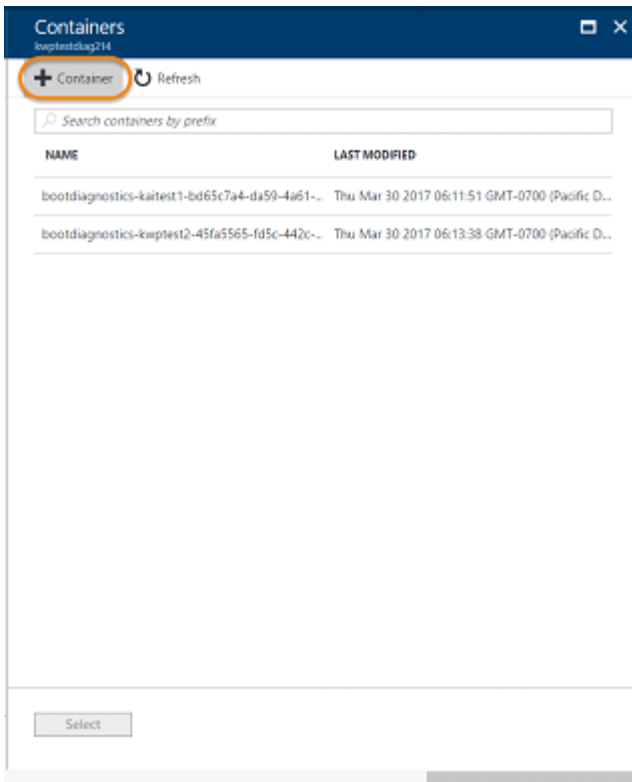 Containers
kwptestdiag214
Container
Refresh
Search containers by prefix
NAME LAST MODIFIED
bootdiagnostics-kaitest1-bd65c7a4-da59-4a61-... Thu Mar 30 2017 06:11:51 GMT-0700 (Pacific D...
bootdiagnostics-kwptest2-45fa5565-fd5c-442c-... Thu Mar 30 2017 06:13:38 GMT-0700 (Pacific D...
Select